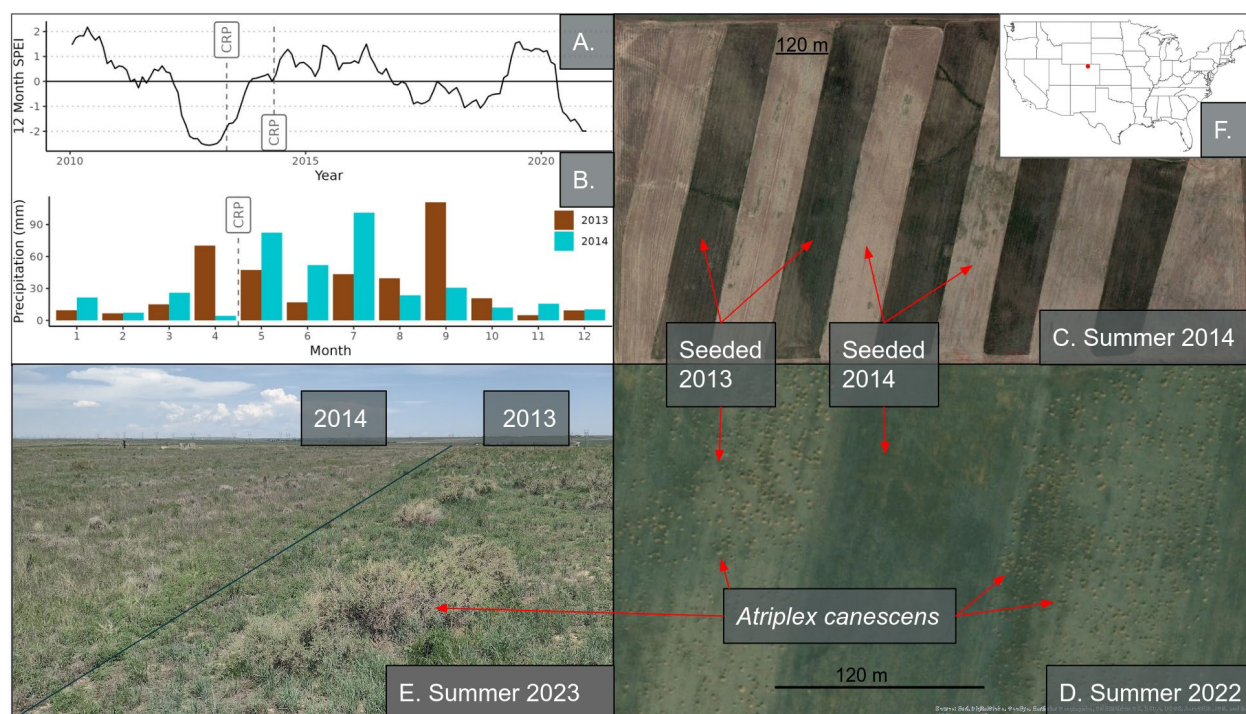 A.
12 Month SPEI
2
1
0
-1
-2
CRP
CRP
2010
2015
2020
Year
B.
Precipitation (mm)
90
60
30
0
CRP
2013
2014
1 2 3 4 5 6 7 8 9 10 11 12
Month
120 m
F.
Seeded
2013
Seeded
2014
C. Summer 2014
2014
2013
E. Summer 2023
Atriplex canescens
120 m
D. Summer 2022